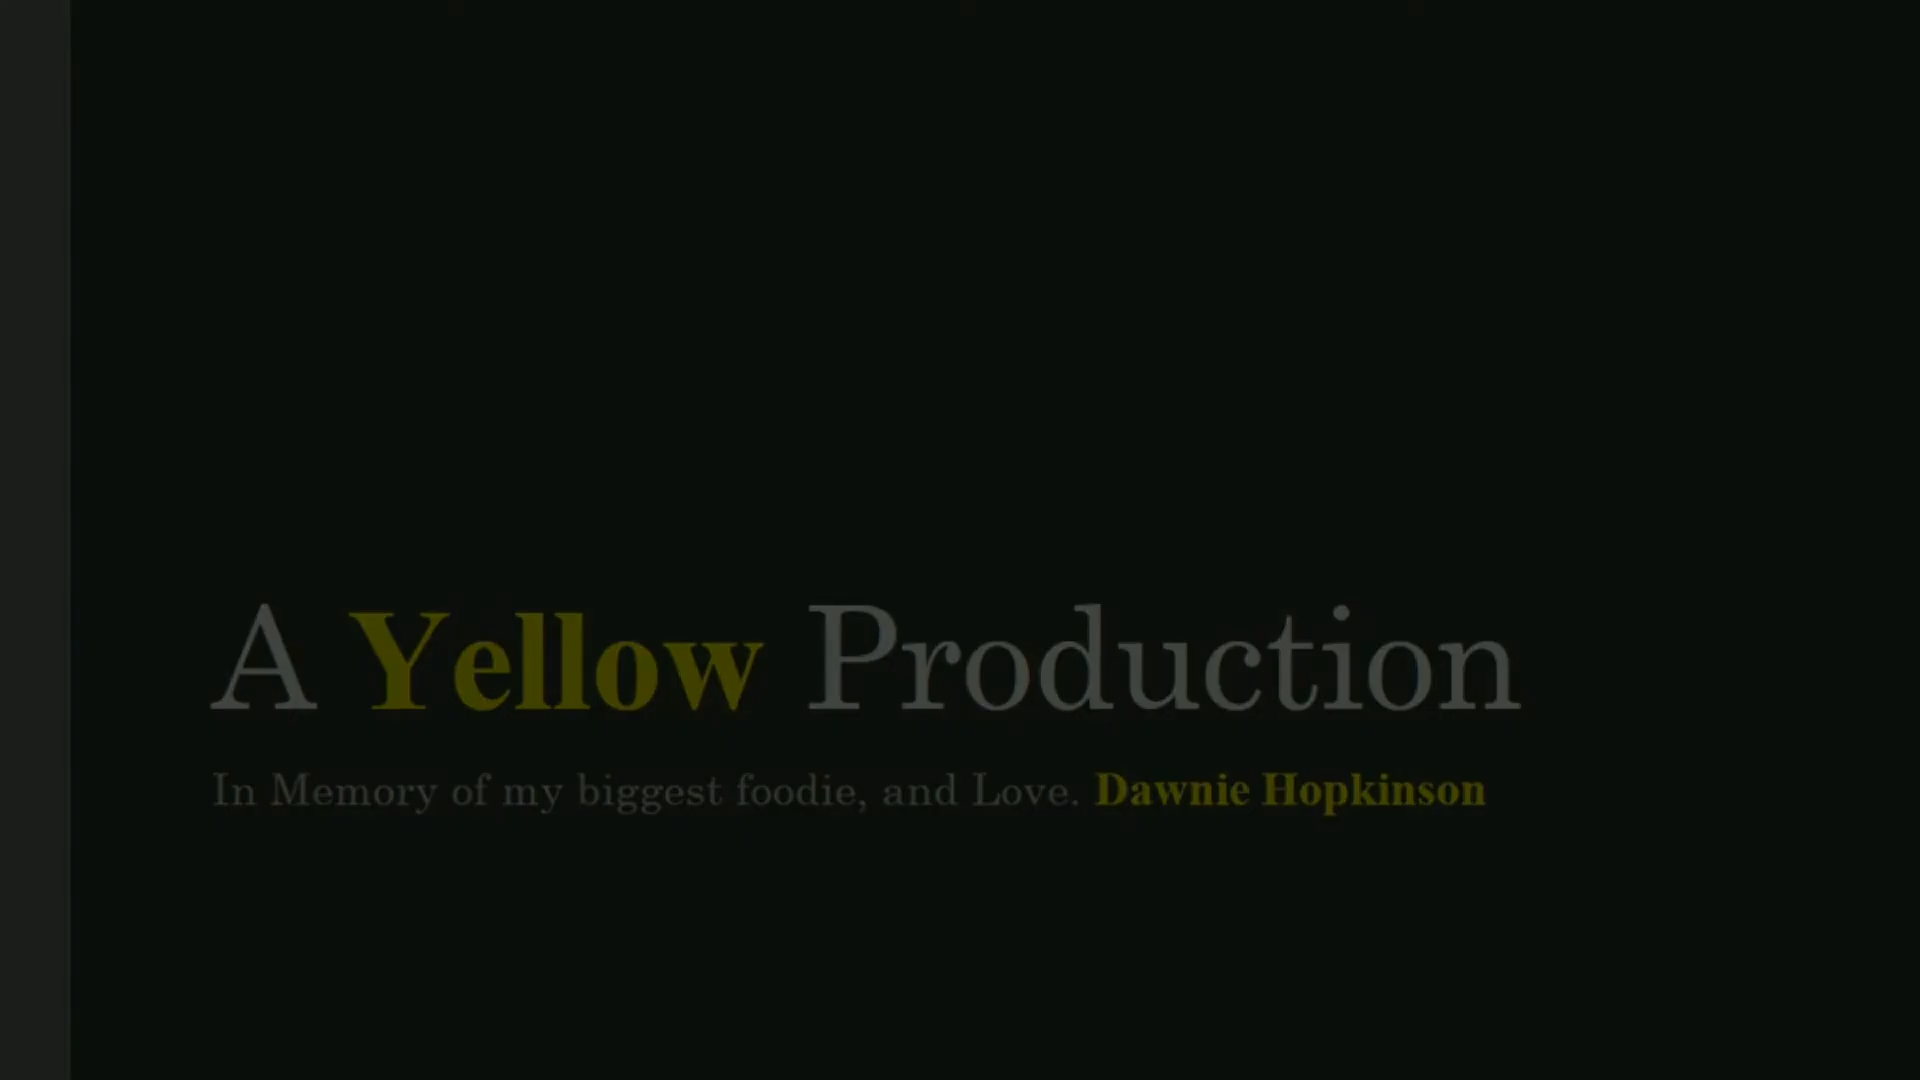 A Yellow Production
In Memory of my biggest foodie, and Love. Dawnie Hopkinson